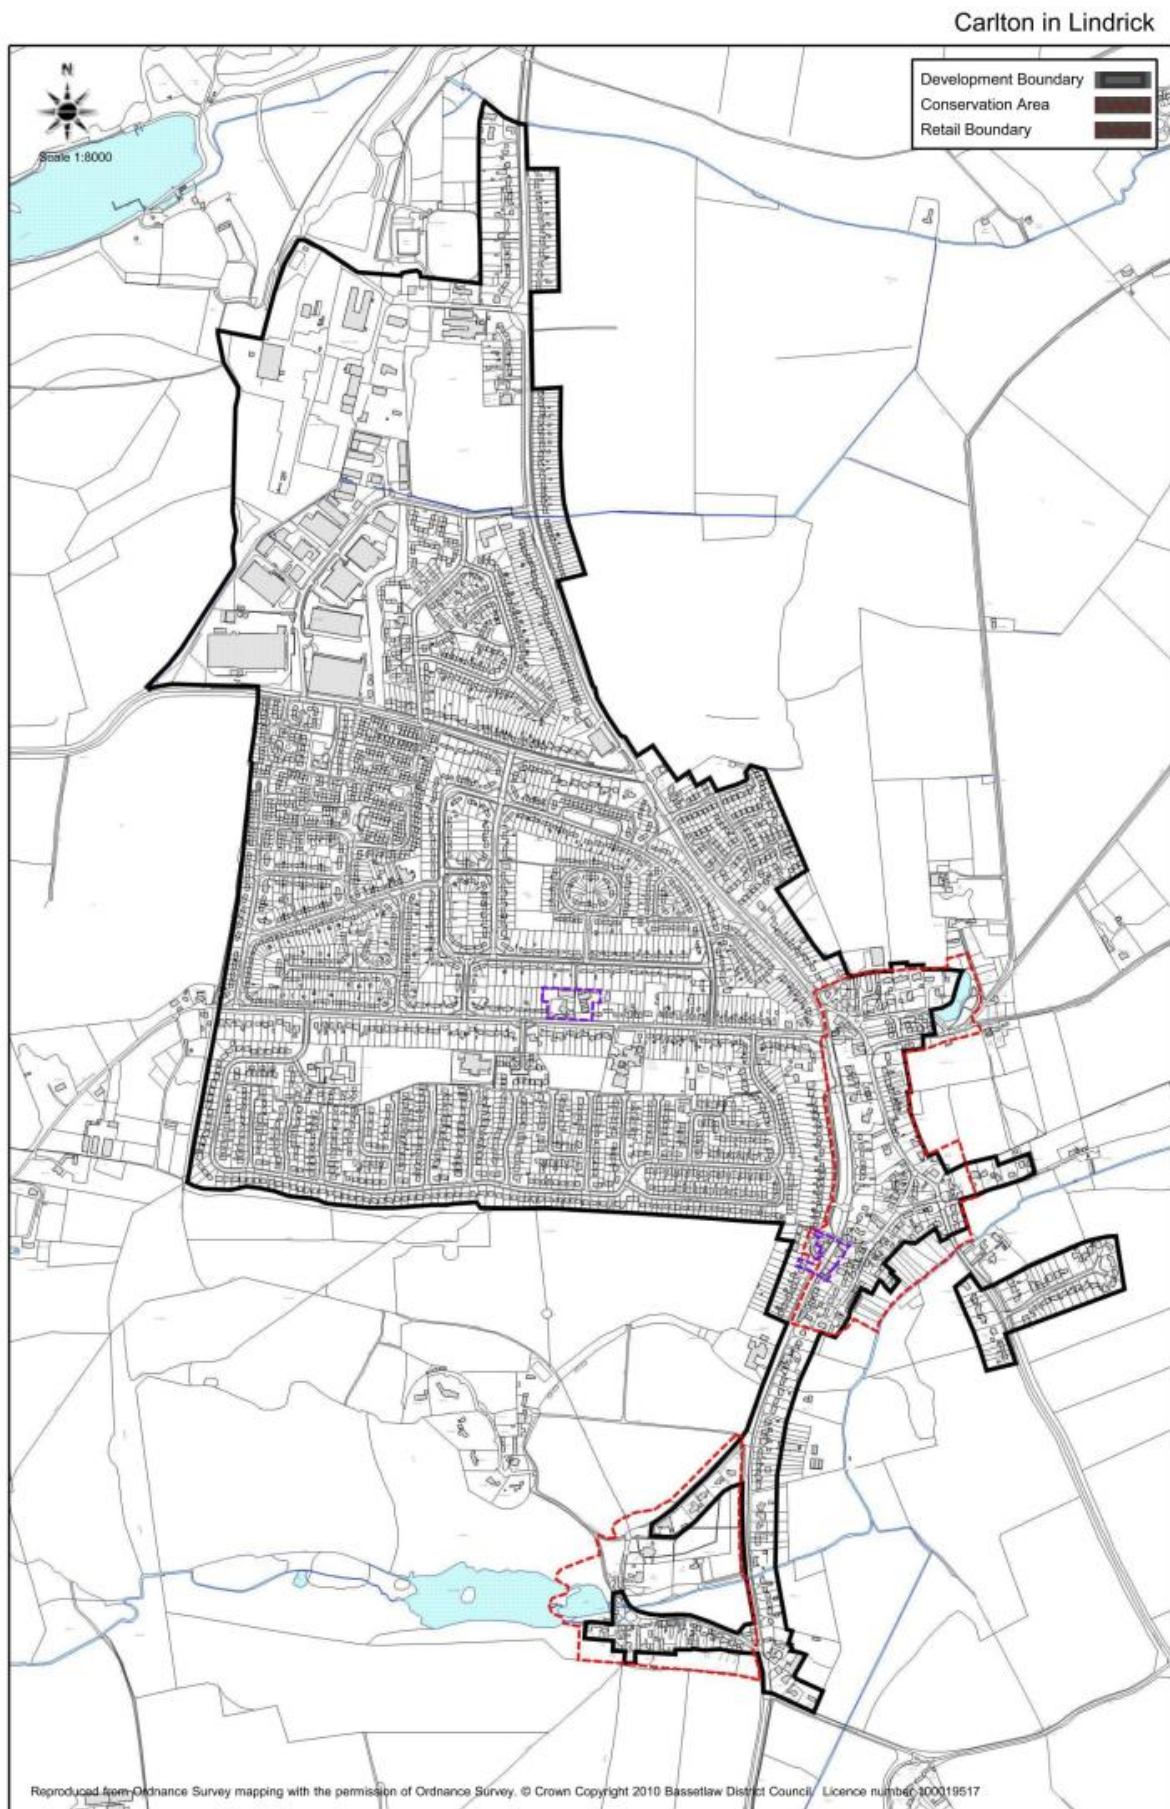 Carlton in Lindrick
N
Scale 1:8000
Development Boundary
Conservation Area
Retail Boundary
Reproduced from Ordnance Survey mapping with the permission of Ordnance Survey. © Crown Copyright 2010 Bassetlaw District Council. Licence number 100019517